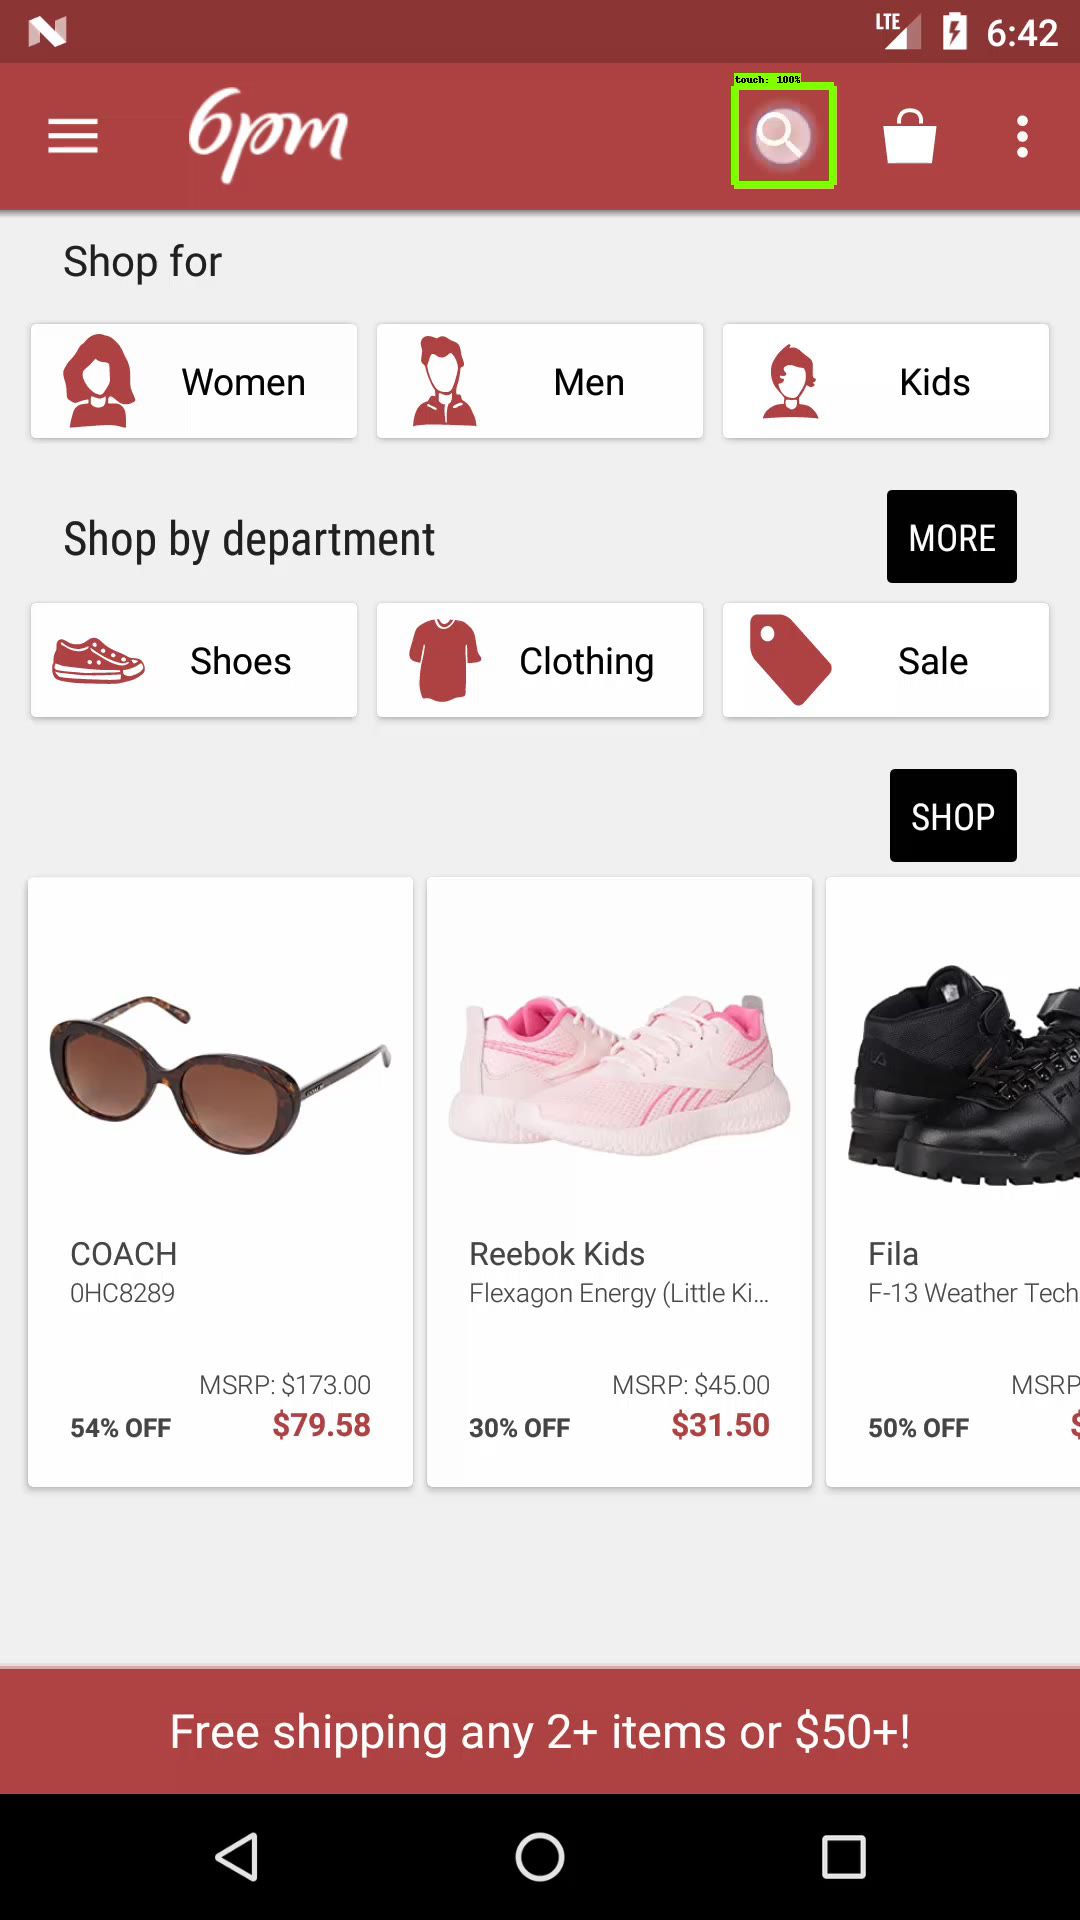 LTE 6:42
touch: 100%
6pm
Shop for
Women Men Kids
Shop by department MORE
Shoes Clothing Sale
SHOP
COACH
0HC8289
MSRP: $173.00
54% OFF $79.58
Reebok Kids
Flexagon Energy (Little Ki...
MSRP: $45.00
30% OFF $31.50
Fila
F-13 Weather Tech
MSRP
50% OFF $
Free shipping any 2+ items or $50+!